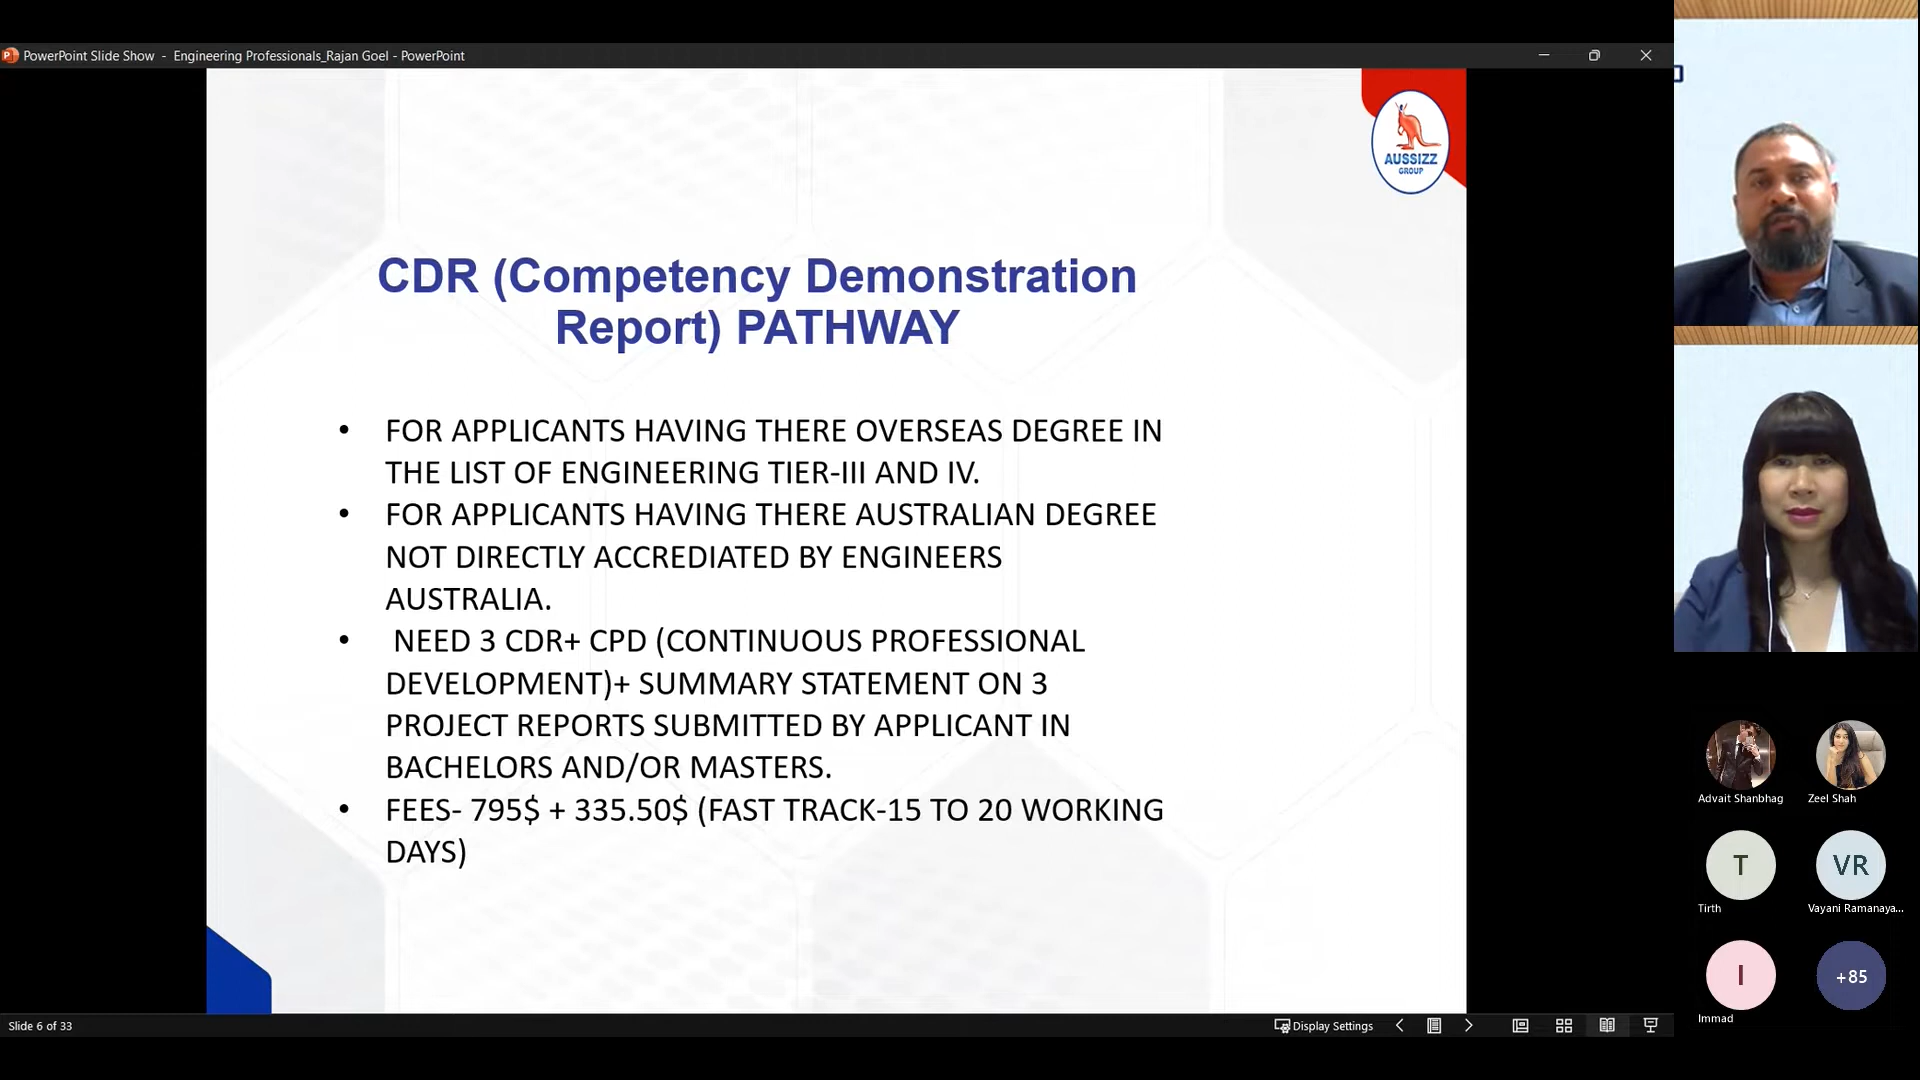 PowerPoint Slide Show - Engineering Professionals_Rajan Goel - PowerPoint
AUSSIZZ
GROUP
CDR (Competency Demonstration
Report) PATHWAY
• FOR APPLICANTS HAVING THERE OVERSEAS DEGREE IN
THE LIST OF ENGINEERING TIER-III AND IV.
• FOR APPLICANTS HAVING THERE AUSTRALIAN DEGREE
NOT DIRECTLY ACCREDIATED BY ENGINEERS
AUSTRALIA.
• NEED 3 CDR+ CPD (CONTINUOUS PROFESSIONAL
DEVELOPMENT)+ SUMMARY STATEMENT ON 3
PROJECT REPORTS SUBMITTED BY APPLICANT IN
BACHELORS AND/OR MASTERS.
• FEES- 795$ + 335.50$ (FAST TRACK-15 TO 20 WORKING
DAYS)
Slide 6 of 33
Display Settings
Advait Shanbhag
Zeel Shah
T
Tirth
VR
Vayani Ramanaya...
I
Immad
+85